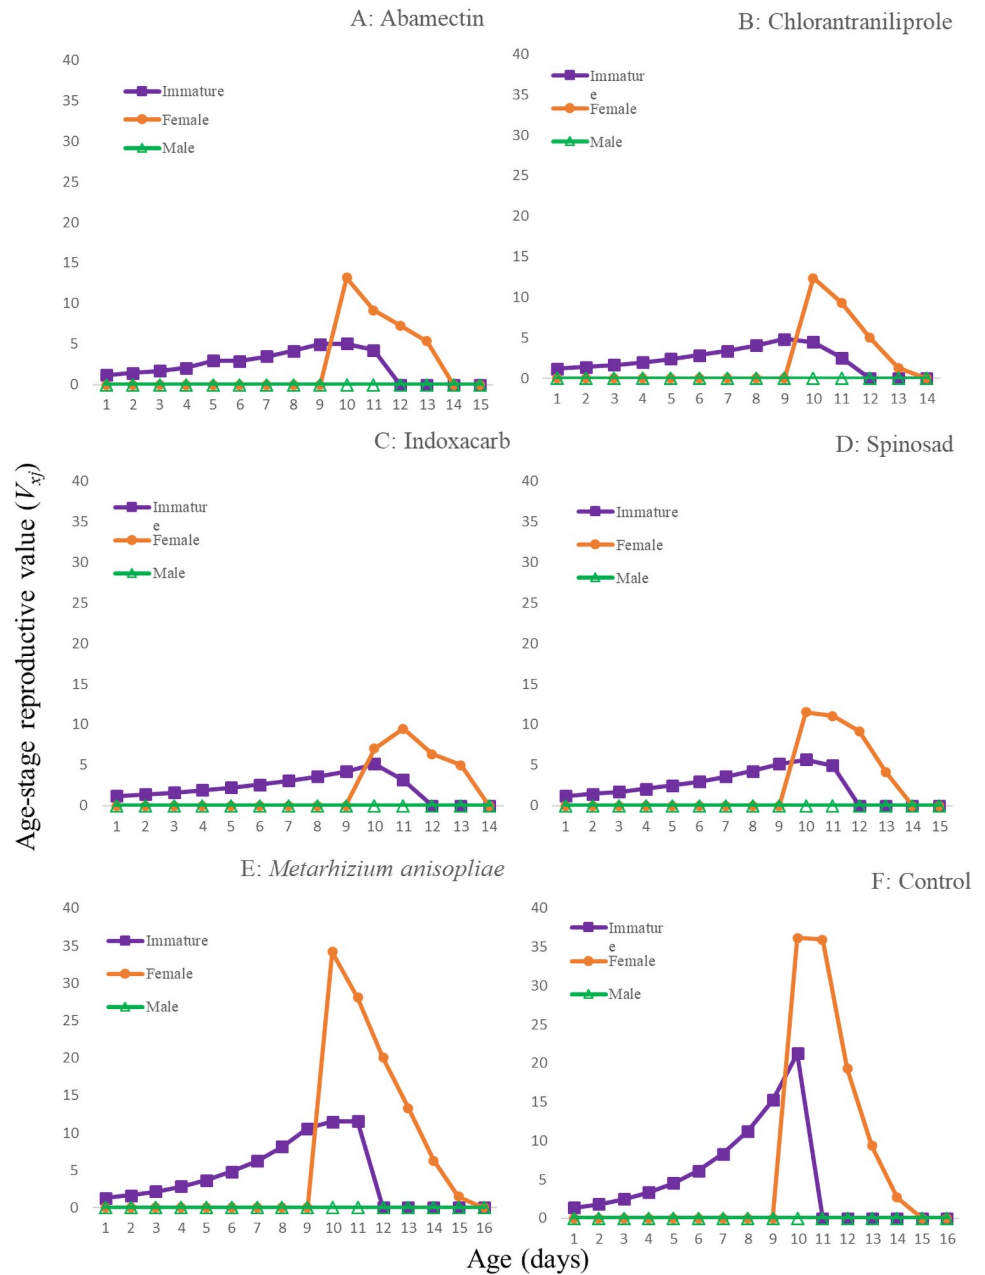 A: Abamectin
40
35
30
25
20
15
10
5
0
Immature
Female
Male
1 2 3 4 5 6 7 8 9 10 11 12 13 14 15
B: Chlorantraniliprole
40
35
30
25
20
15
10
5
0
Immatur
e
Female
Male
1 2 3 4 5 6 7 8 9 10 11 12 13 14
Age-stage reproductive value (Vxj)
C: Indoxacarb
40
35
30
25
20
15
10
5
0
Immatur
e
Female
Male
1 2 3 4 5 6 7 8 9 10 11 12 13 14
D: Spinosad
40
35
30
25
20
15
10
5
0
Immature
Female
Male
1 2 3 4 5 6 7 8 9 10 11 12 13 14 15
E: Metarhizium anisopliae
40
35
30
25
20
15
10
5
0
Immature
Female
Male
1 2 3 4 5 6 7 8 9 10 11 12 13 14 15 16
F: Control
40
35
30
25
20
15
10
5
0
Immatur
e
Female
Male
1 2 3 4 5 6 7 8 9 10 11 12 13 14 15 16
Age (days)